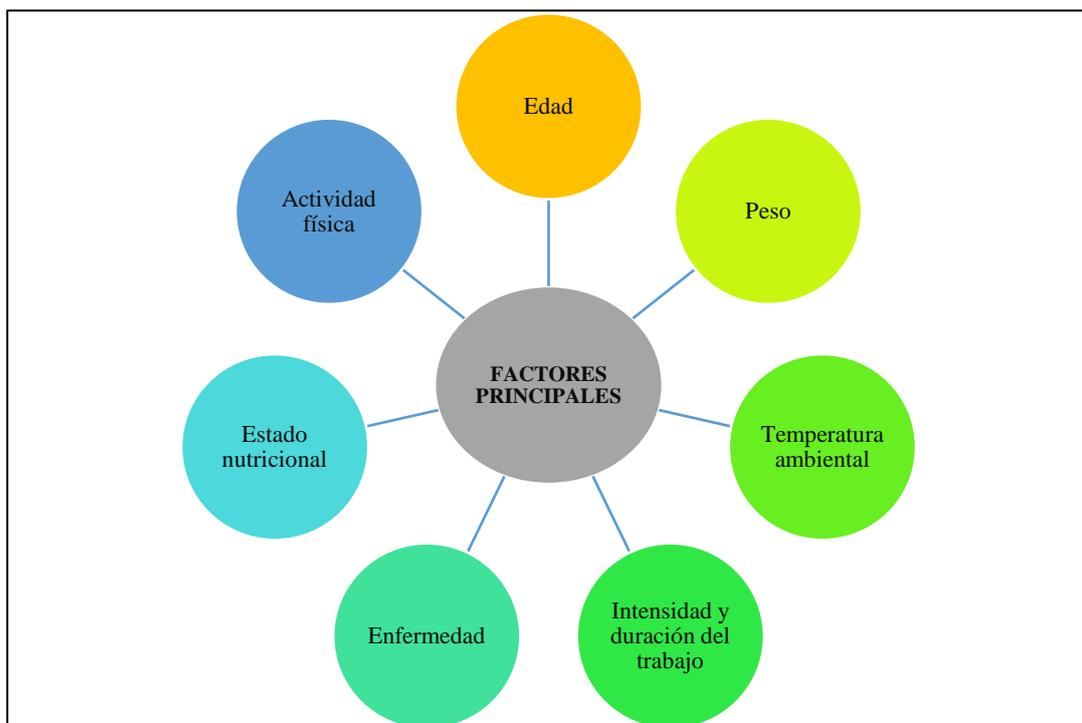 Edad
Peso
Actividad
física
FACTORES
PRINCIPALES
Temperatura
ambiental
Estado
nutricional
Intensidad y
duración del
trabajo
Enfermedad